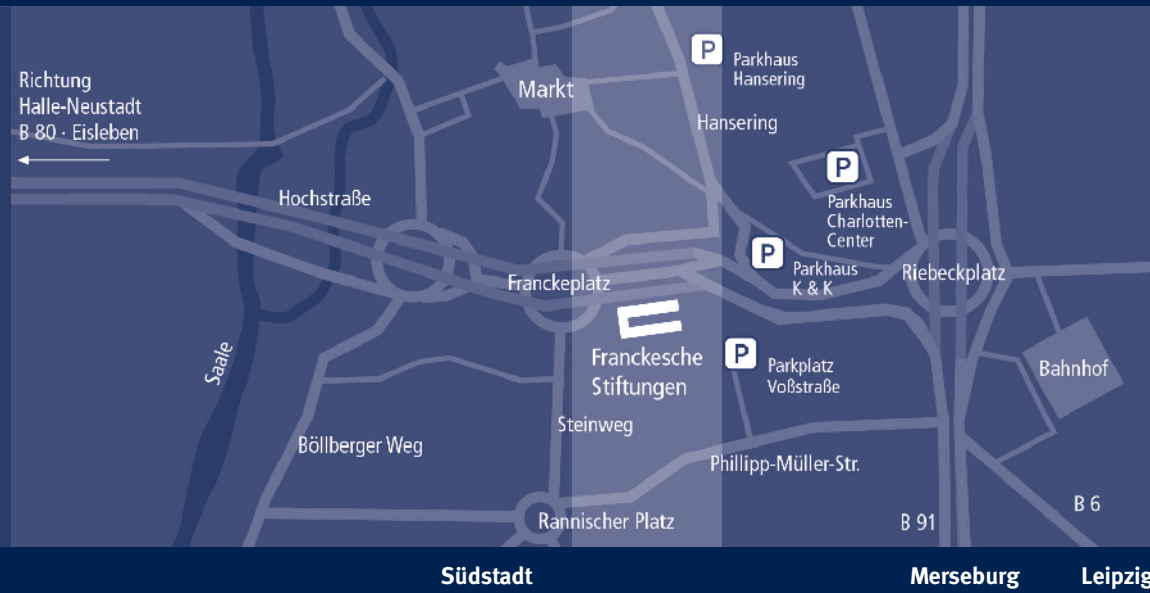 P
Parkhaus
Hansering
Richtung
Halle-Neustadt
B 80 · Eisleben
Markt
Hansering
P
Parkhaus
Charlotten-
Center
Hochstraße
P
Parkhaus
K & K
Riebeckplatz
Franckeplatz
Franckesche
Stiftungen
P
Parkplatz
Voßstraße
Bahnhof
Saale
Steinweg
Böllberger Weg
Phillipp-Müller-Str.
Rannischer Platz
B 91
B 6
Südstadt
Merseburg
Leipzig